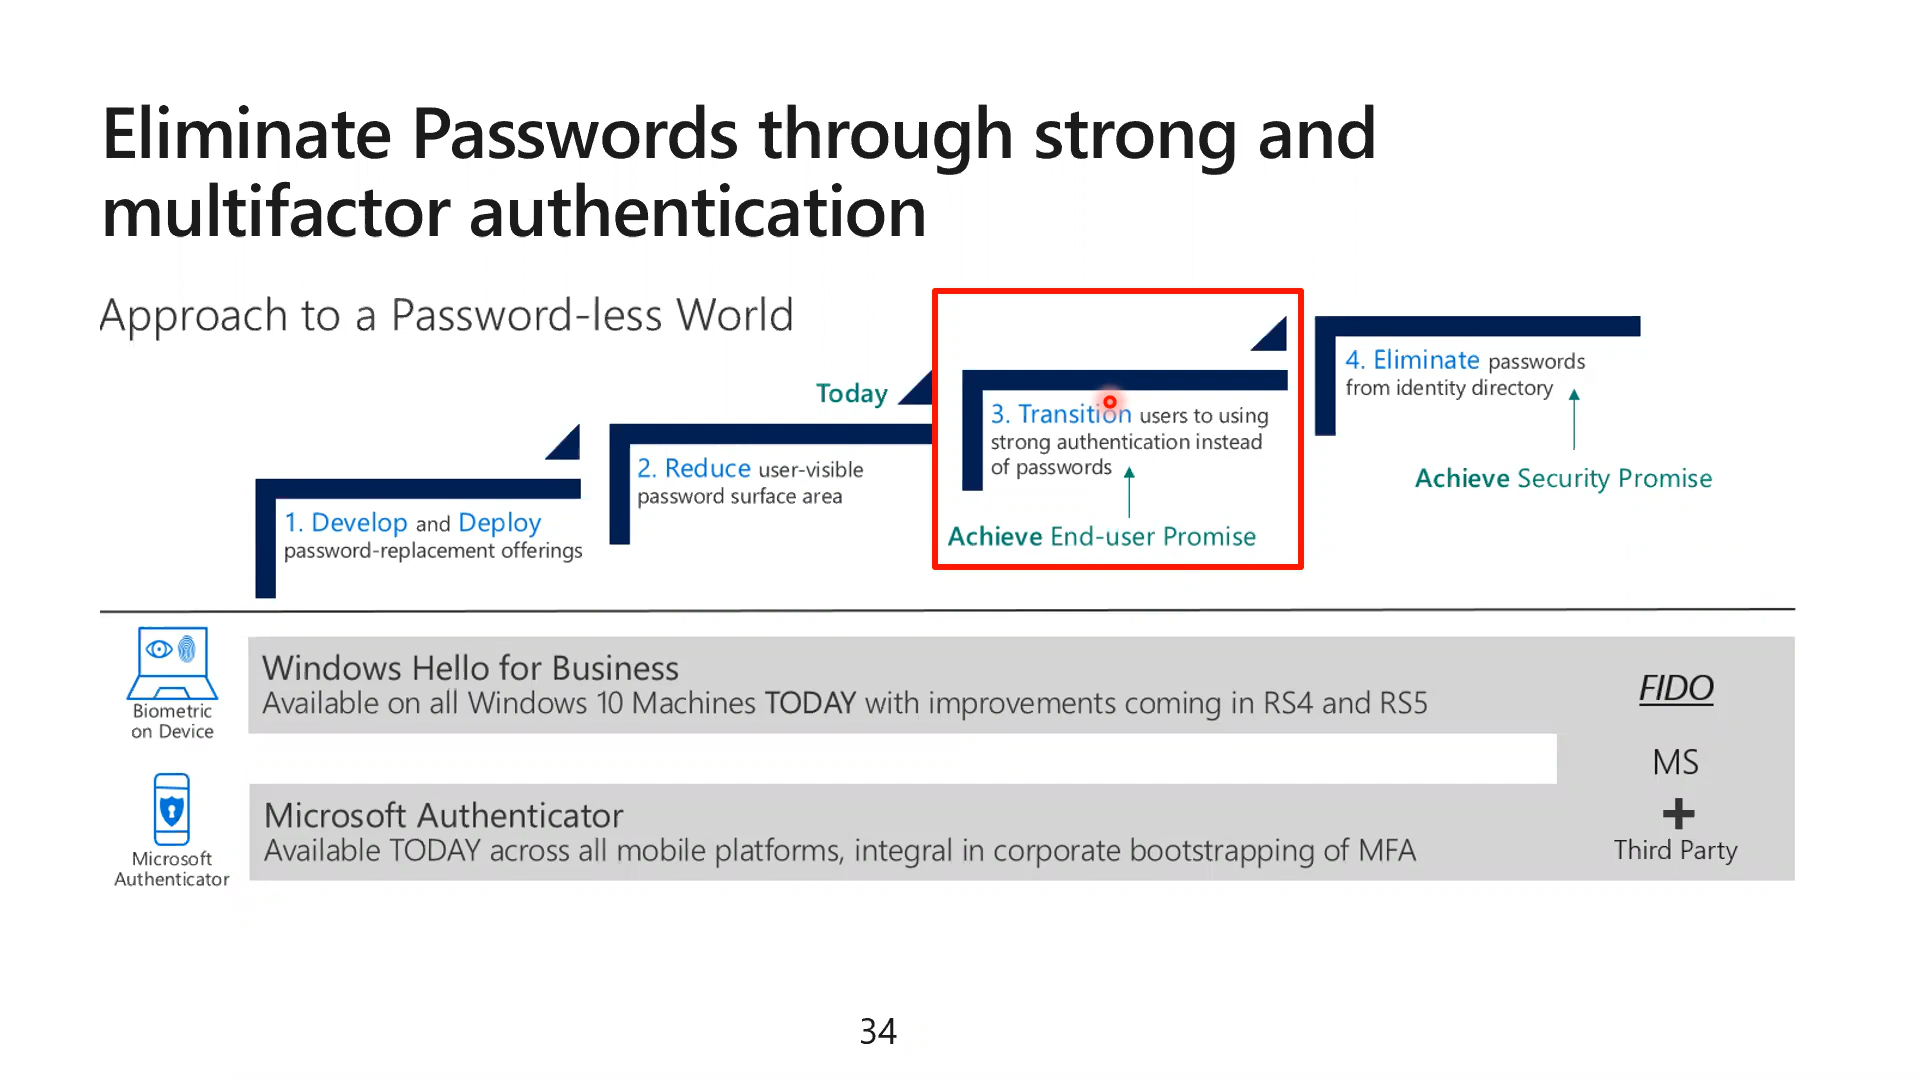 Eliminate Passwords through strong and
multifactor authentication
Approach to a Password-less World
1. Develop and Deploy
password-replacement offerings
2. Reduce user-visible
password surface area
Today
3. Transition users to using
strong authentication instead
of passwords
Achieve End-user Promise
4. Eliminate passwords
from identity directory
Achieve Security Promise
Biometric
on Device
Windows Hello for Business
Available on all Windows 10 Machines TODAY with improvements coming in RS4 and RS5
Microsoft
Authenticator
Microsoft Authenticator
Available TODAY across all mobile platforms, integral in corporate bootstrapping of MFA
FIDO
MS
+
Third Party
34